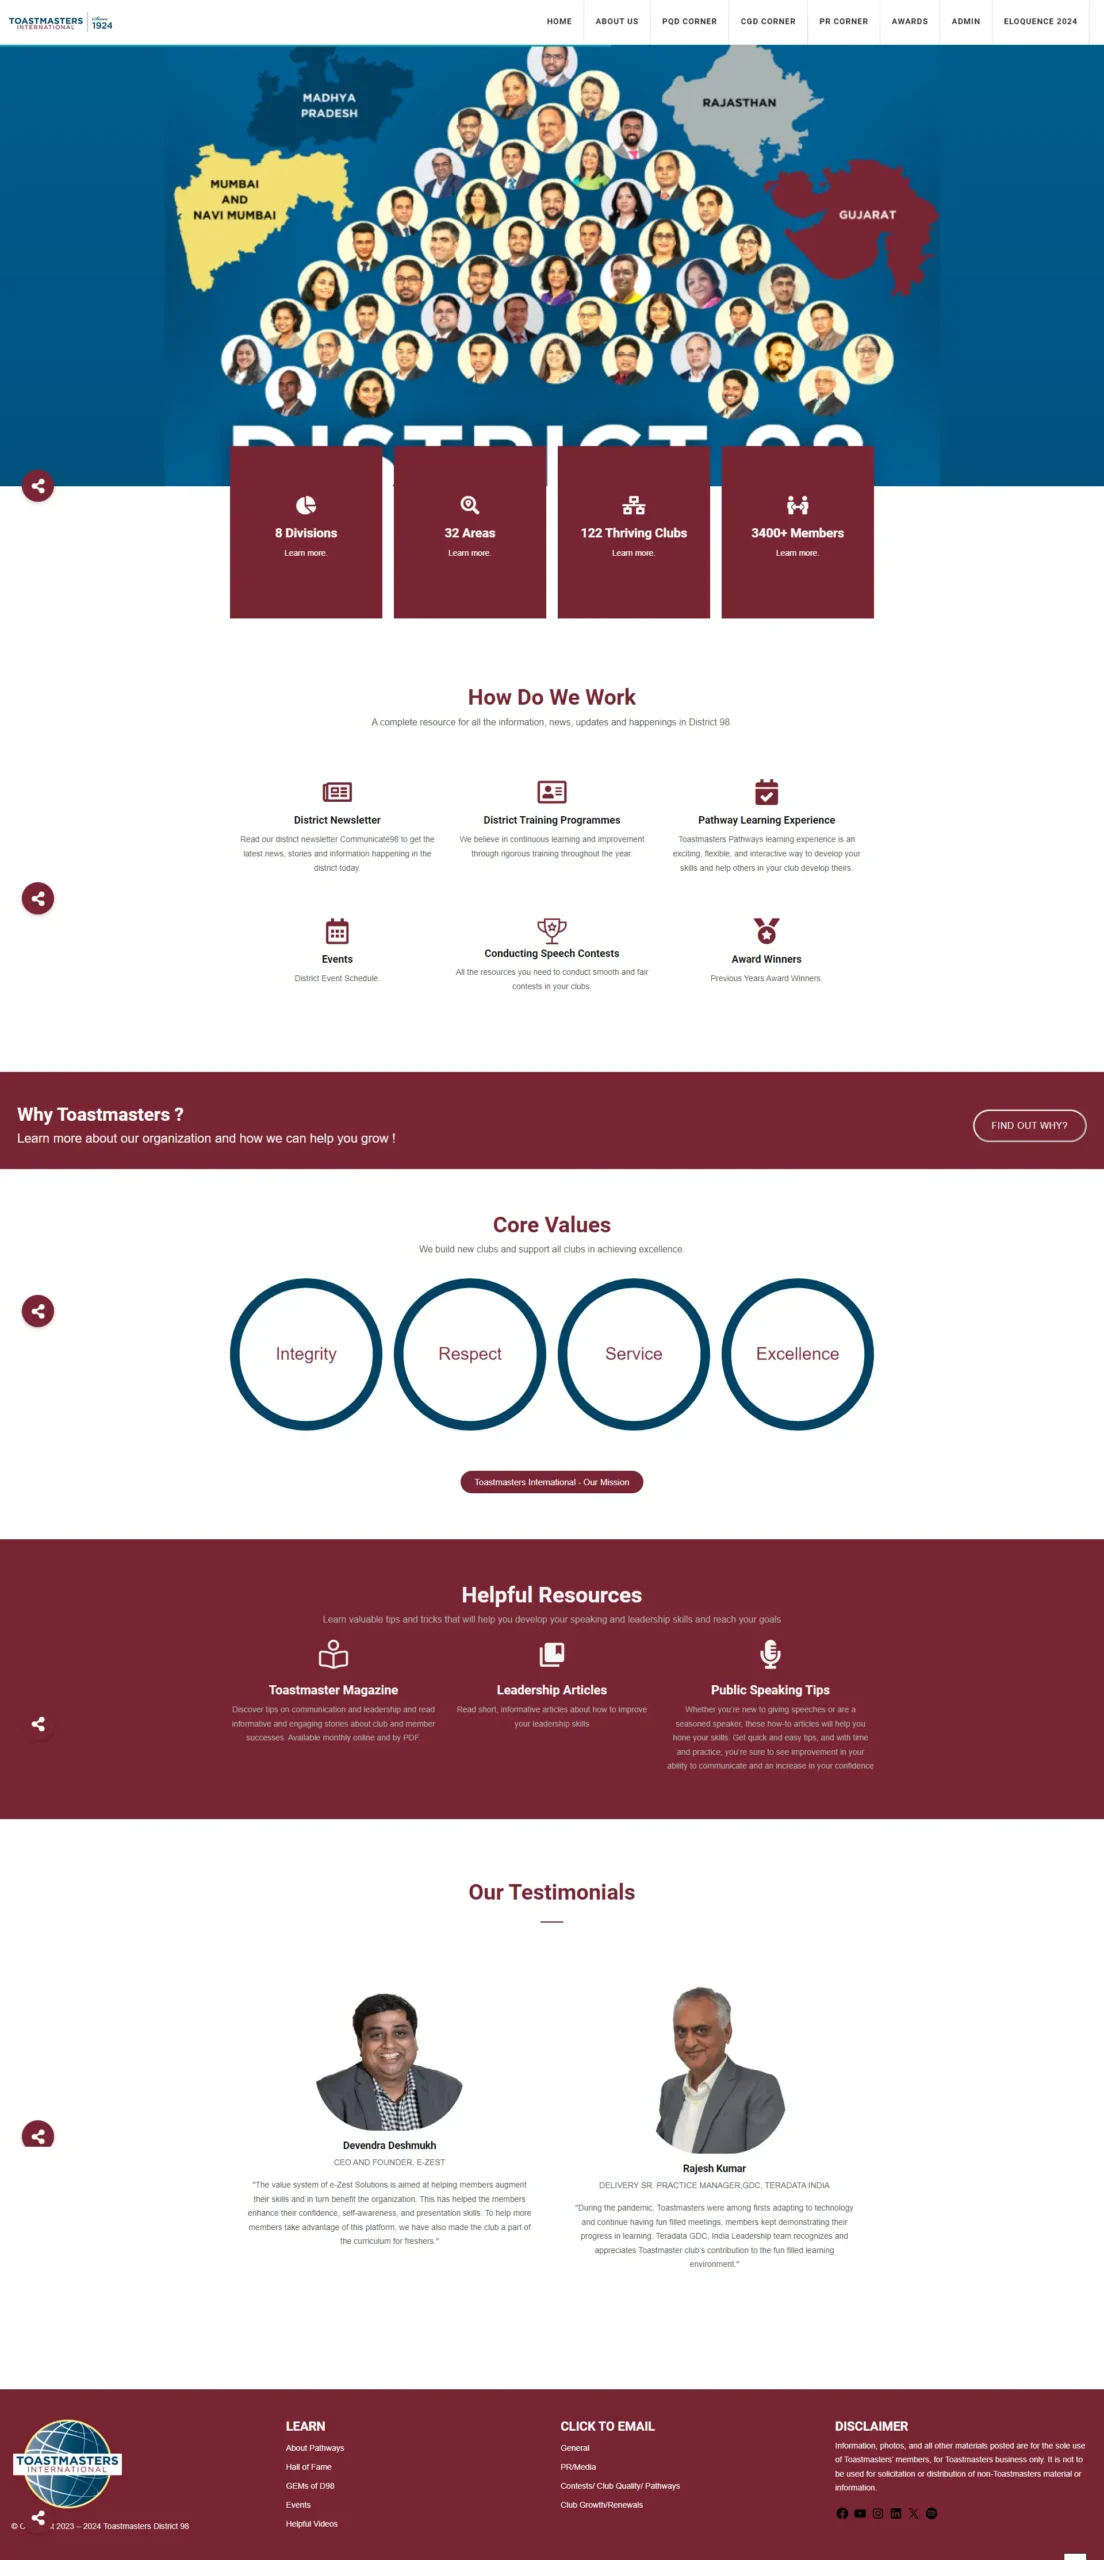 TOASTMASTERS
INTERNATIONAL
Since
1924
HOME
ABOUT US
PQD CORNER
CGD CORNER
PR CORNER
AWARDS
ADMIN
ELOQUENCE 2024
MADHYA
PRADESH
RAJASTHAN
MUMBAI
AND
NAVI MUMBAI
GUJARAT
DISTRICT 98
8 Divisions
Learn more.
32 Areas
Learn more.
122 Thriving Clubs
Learn more.
3400+ Members
Learn more.
How Do We Work
A complete resource for all the information, news, updates and happenings in District 98.
District Newsletter
Read our district newsletter Communicate98 to get the
latest news, stories and information happening in the
district today.
District Training Programmes
We believe in continuous learning and improvement
through rigorous training throughout the year.
Pathway Learning Experience
Toastmasters Pathways learning experience is an
exciting, flexible, and interactive way to develop your
skills and help others in your club develop theirs.
Events
District Event Schedule.
Conducting Speech Contests
All the resources you need to conduct smooth and fair
contests in your clubs.
Award Winners
Previous Years Award Winners.
Why Toastmasters ?
Learn more about our organization and how we can help you grow !
FIND OUT WHY?
Core Values
We build new clubs and support all clubs in achieving excellence.
Integrity
Respect
Service
Excellence
Toastmasters International - Our Mission
Helpful Resources
Learn valuable tips and tricks that will help you develop your speaking and leadership skills and reach your goals
Toastmaster Magazine
Discover tips on communication and leadership and read
informative and engaging stories about club and member
successes. Available monthly online and by PDF.
Leadership Articles
Read short, informative articles about how to improve
your leadership skills
Public Speaking Tips
Whether you're new to giving speeches or are a
seasoned speaker, these how-to articles will help you
hone your skills. Get quick and easy tips, and with time
and practice, you're sure to see improvement in your
ability to communicate and an increase in your confidence
Our Testimonials
Devendra Deshmukh
CEO AND FOUNDER, E-ZEST
"The value system of e-Zest Solutions is aimed at helping members augment
their skills and in turn benefit the organization. This has helped the members
enhance their confidence, self-awareness, and presentation skills. To help more
members take advantage of this platform, we have also made the club a part of
the curriculum for freshers."
Rajesh Kumar
DELIVERY SR. PRACTICE MANAGER,GDC, TERADATA INDIA
"During the pandemic, Toastmasters were among firsts adapting to technology
and continue having fun filled meetings, members kept demonstrating their
progress in learning. Teradata GDC, India Leadership team recognizes and
appreciates Toastmaster club's contribution to the fun filled learning
environment."
TOASTMASTERS
INTERNATIONAL
© 2023 – 2024 Toastmasters District 98
LEARN
About Pathways
Hall of Fame
GEMs of D98
Events
Helpful Videos
CLICK TO EMAIL
General
PR/Media
Contests/ Club Quality/ Pathways
Club Growth/Renewals
DISCLAIMER
Information, photos, and all other materials posted are for the sole use
of Toastmasters' members, for Toastmasters business only. It is not to
be used for solicitation or distribution of non-Toastmasters material or
information.